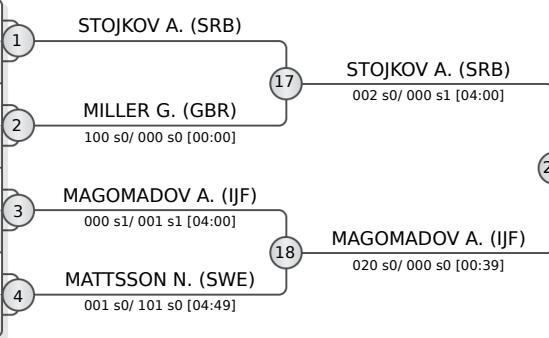 1
STOJKOV A. (SRB)
17
STOJKOV A. (SRB)
002 s0/ 000 s1 [04:00]
2
MILLER G. (GBR)
100 s0/ 000 s0 [00:00]
3
MAGOMADOV A. (IJF)
000 s1/ 001 s1 [04:00]
18
MAGOMADOV A. (IJF)
020 s0/ 000 s0 [00:39]
4
MATTSSON N. (SWE)
001 s0/ 101 s0 [04:49]